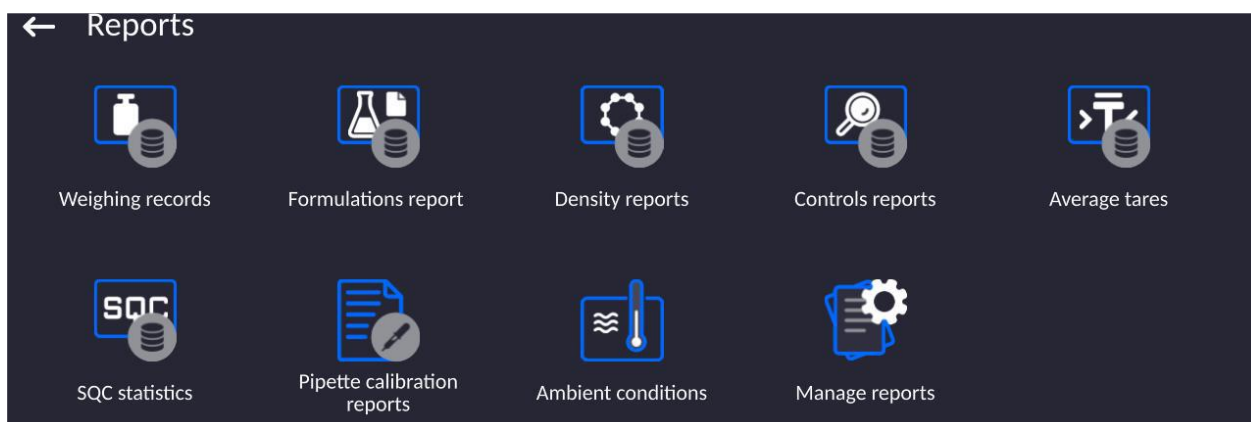 Reports
Weighing records
Formulations report
Density reports
Controls reports
Average tares
SQC
SQC statistics
Pipette calibration
reports
Ambient conditions
Manage reports